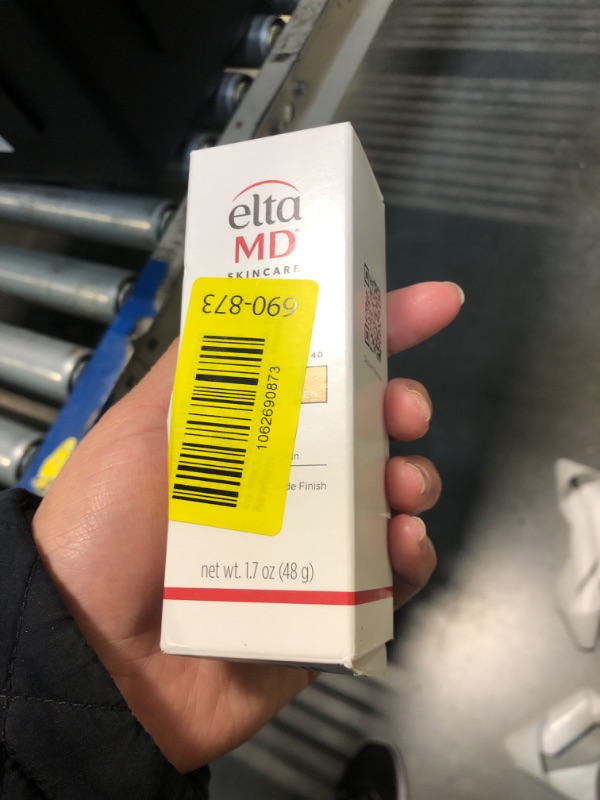 elta
MD
SKINCARE
690-873
1062690873
40
de Finish
net wt. 1.7 oz (48 g)